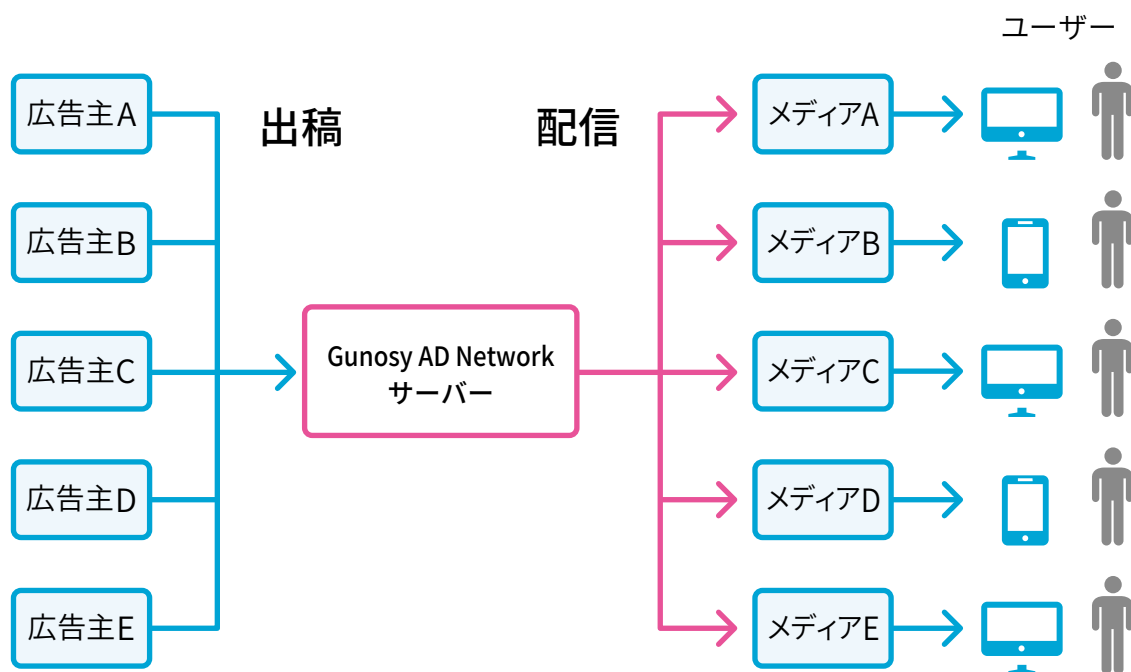 ユーザー
広告主A
出稿
配信
メディアA
広告主B
メディアB
広告主C
Gunosy AD Network
サーバー
メディアC
広告主D
メディアD
広告主E
メディアE